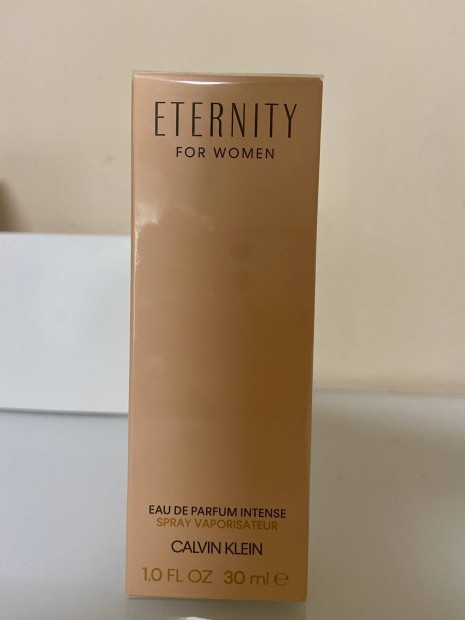 ETERNITY
FOR WOMEN
EAU DE PARFUM INTENSE
SPRAY VAPORISATEUR
CALVIN KLEIN
1.0 FL OZ 30 ml ℮